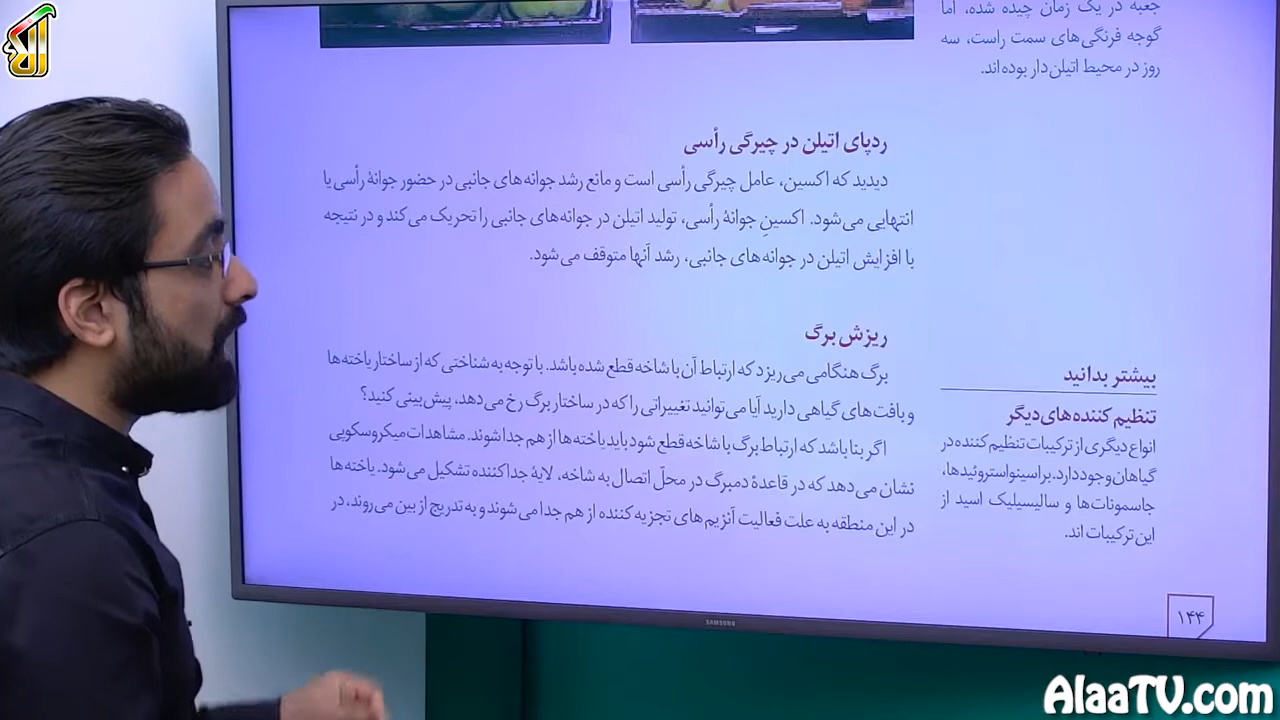 جعبه در یک زمان چیده شده، اما
گوجه فرنگی‌های سمت راست، سه
روز در محیط اتیلن‌دار بوده‌اند.
ردپای اتیلن در چیرگی رأسی
دیدید که اکسین، عامل چیرگی رأسی است و مانع رشد جوانه‌های جانبی در حضور جوانهٔ رأسی یا
انتهایی می‌شود. اکسینِ جوانهٔ رأسی، تولید اتیلن در جوانه‌های جانبی را تحریک می‌کند و در نتیجه
با افزایش اتیلن در جوانه‌های جانبی، رشد آنها متوقف می‌شود.
ریزش برگ
برگ هنگامی می‌ریزد که ارتباط آن با شاخه قطع شده باشد. با توجه به شناختی که از ساختار یاخته‌ها
و بافت‌های گیاهی دارید آیا می‌توانید تغییراتی را که در ساختار برگ رخ می‌دهد، پیش‌بینی کنید؟
اگر بنا باشد که ارتباط برگ با شاخه قطع شود باید یاخته‌ها از هم جدا شوند. مشاهدات میکروسکوپی
نشان می‌دهد که در قاعدهٔ دمبرگ در محلّ اتصال به شاخه، لایهٔ جداکننده تشکیل می‌شود. یاخته‌ها
در این منطقه به علت فعالیت آنزیم‌های تجزیه کننده از هم جدا می‌شوند و به تدریج از بین می‌روند، در
بیشتر بدانید
تنظیم کننده‌های دیگر
انواع دیگری از ترکیبات تنظیم کننده در
گیاهان وجود دارد. براسینواستروئیدها،
جاسمونات‌ها و سالیسیلیک اسید از
این ترکیبات اند.
۱۴۴
SAMSUNG
AlaaTV.com